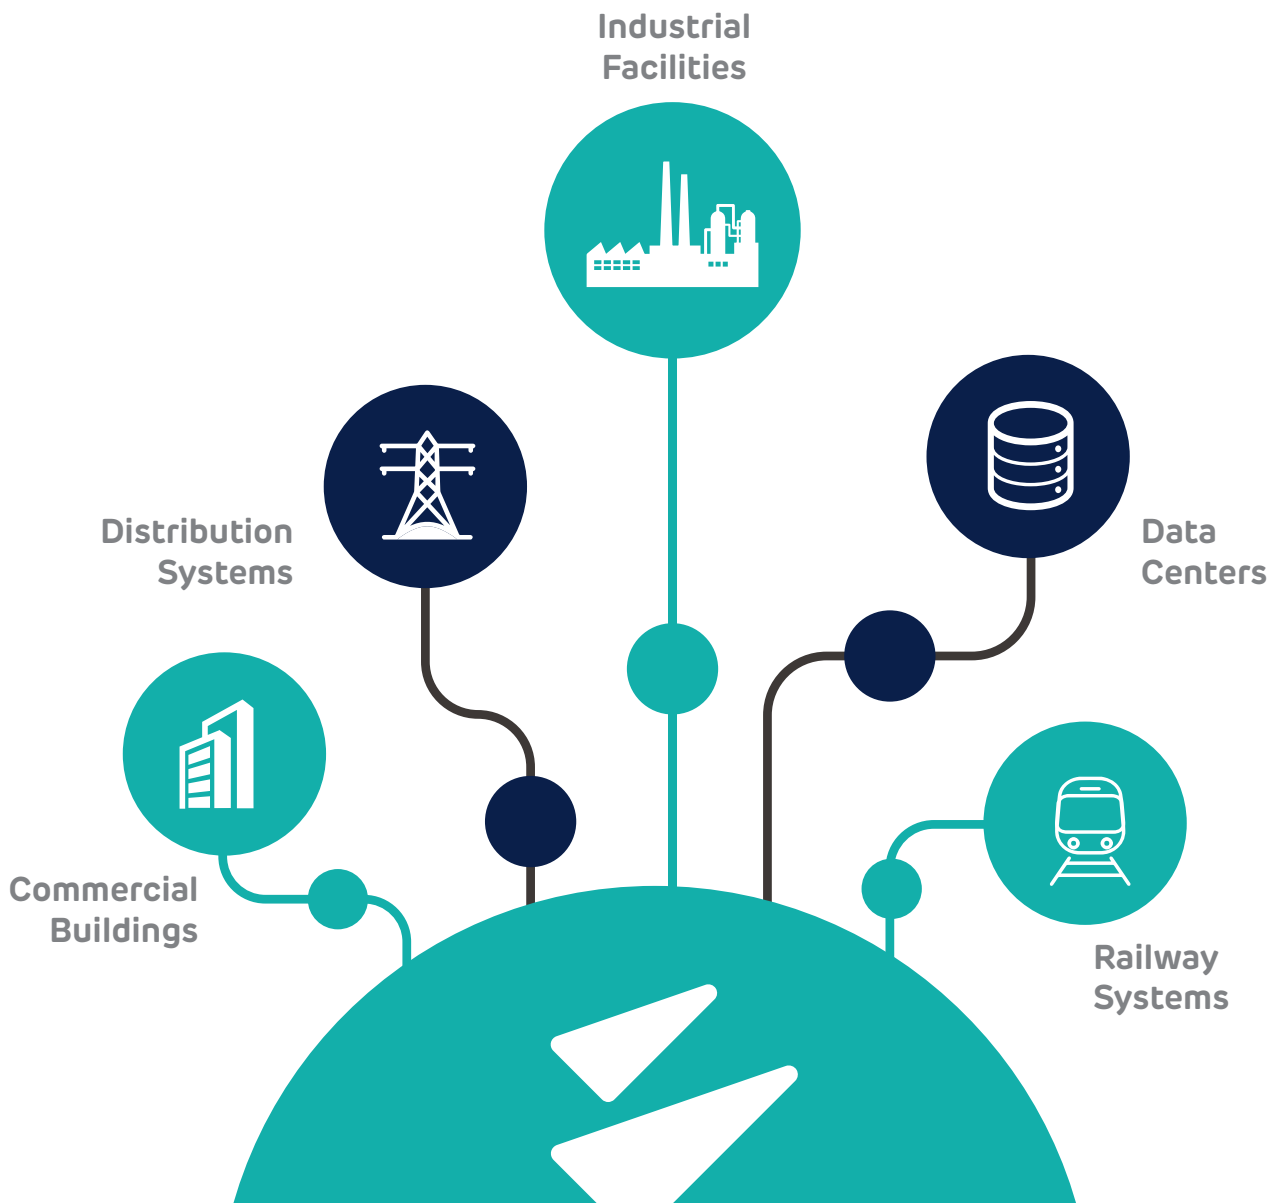 Industrial
Facilities
Distribution
Systems
Data
Centers
Commercial
Buildings
Railway
Systems